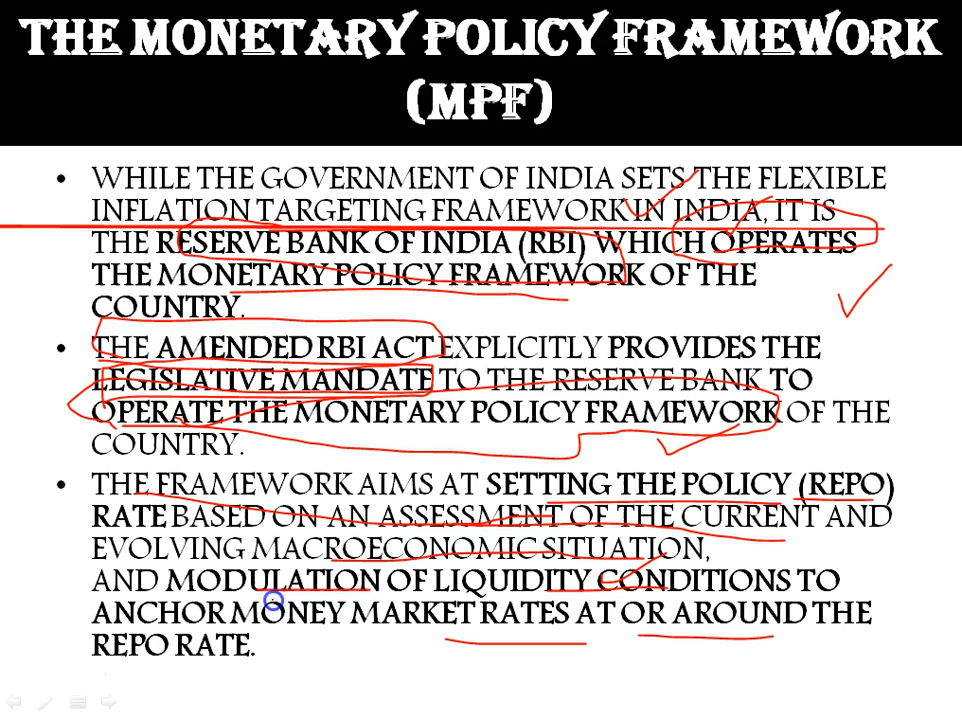 THE MONETARY POLICY FRAMEWORK
(MPF)
• WHILE THE GOVERNMENT OF INDIA SETS THE FLEXIBLE
INFLATION TARGETING FRAMEWORK IN INDIA, IT IS
THE RESERVE BANK OF INDIA (RBI) WHICH OPERATES
THE MONETARY POLICY FRAMEWORK OF THE
COUNTRY.
• THE AMENDED RBI ACT EXPLICITLY PROVIDES THE
LEGISLATIVE MANDATE TO THE RESERVE BANK TO
OPERATE THE MONETARY POLICY FRAMEWORK OF THE
COUNTRY.
• THE FRAMEWORK AIMS AT SETTING THE POLICY (REPO)
RATE BASED ON AN ASSESSMENT OF THE CURRENT AND
EVOLVING MACROECONOMIC SITUATION,
AND MODULATION OF LIQUIDITY CONDITIONS TO
ANCHOR MONEY MARKET RATES AT OR AROUND THE
REPO RATE.